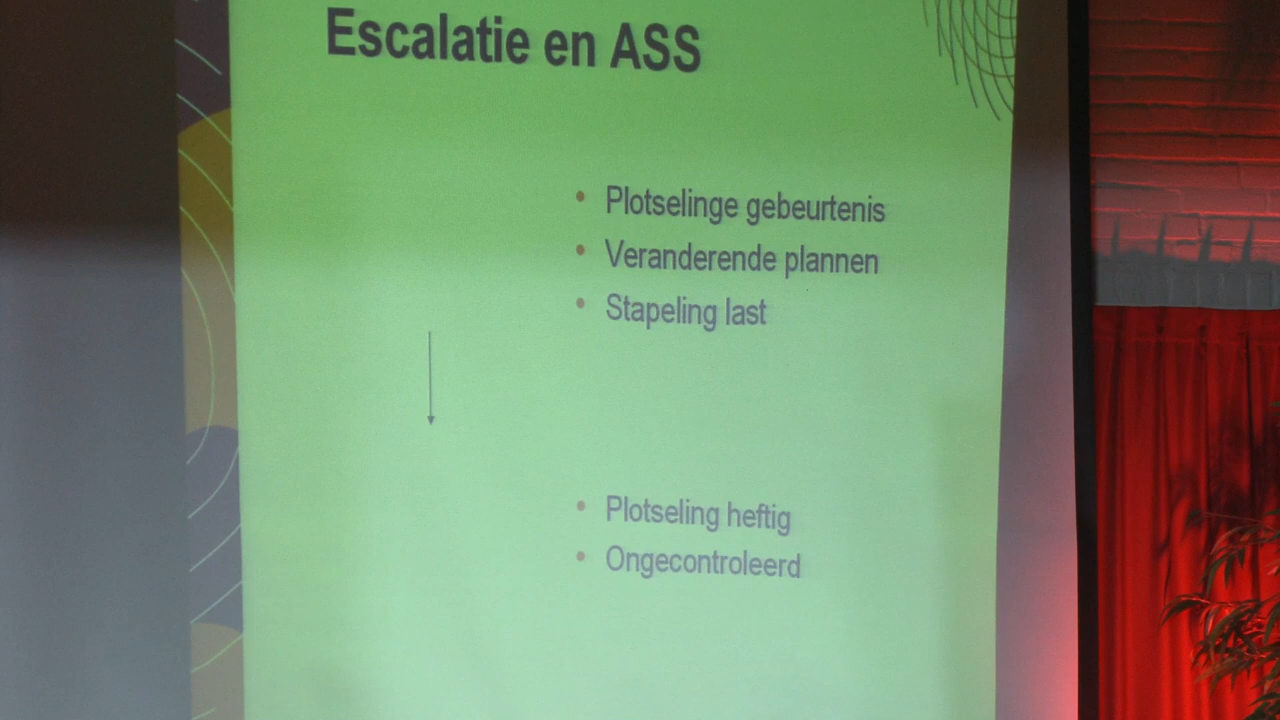 Escalatie en ASS
• Plotselinge gebeurtenis
• Veranderende plannen
• Stapeling last
• Plotseling heftig
• Ongecontroleerd